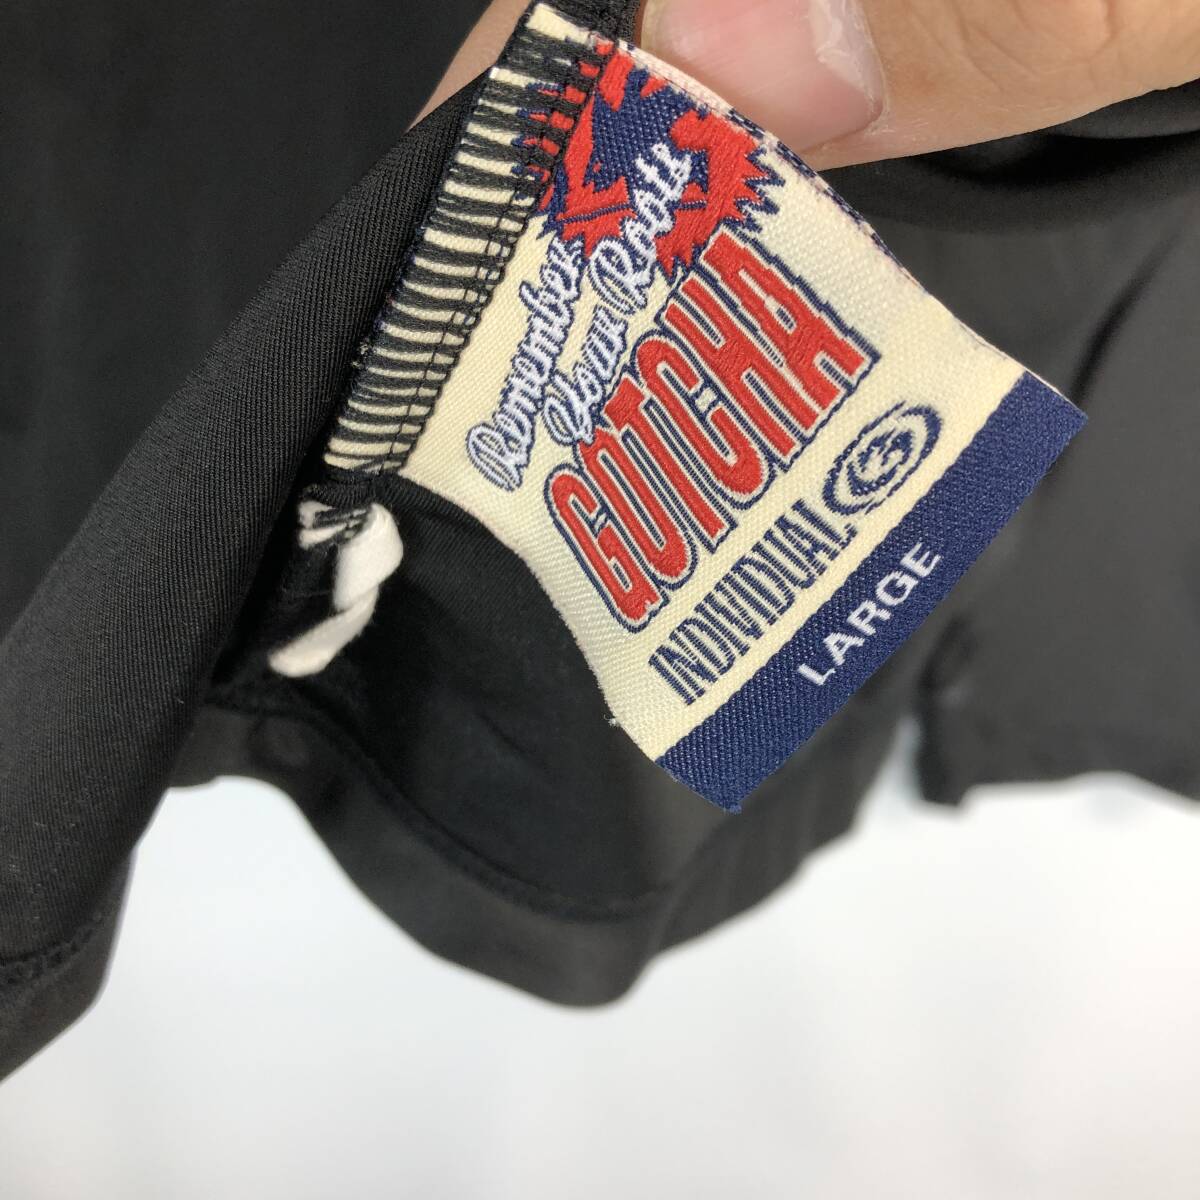 Remember
Your Roots
GOTCHA
INDIVIDUAL
LARGE